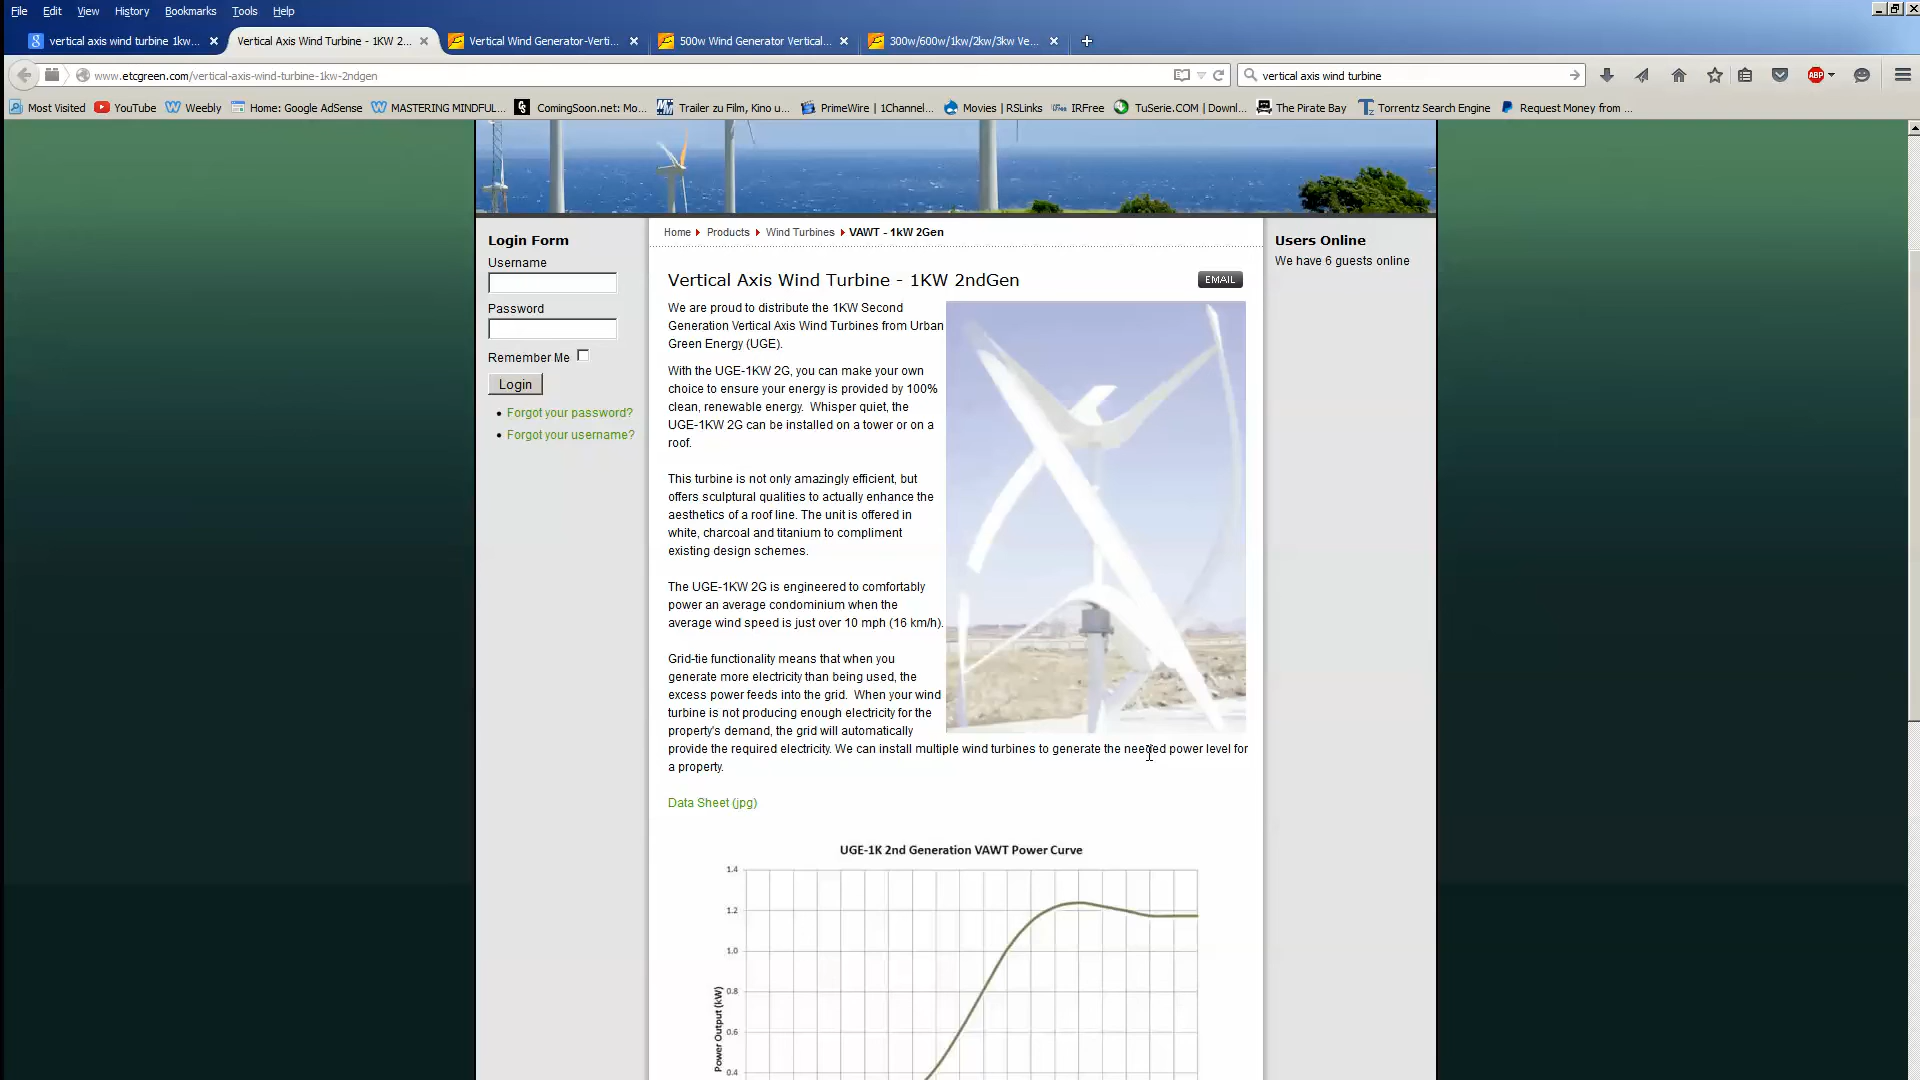 File Edit View History Bookmarks Tools Help
vertical axis wind turbine 1kw...
Vertical Axis Wind Turbine - 1KW 2...
Vertical Wind Generator-Verti...
500w Wind Generator Vertical...
300w/600w/1kw/2kw/3kw Ve...
www.etcgreen.com/vertical-axis-wind-turbine-1kw-2ndgen
vertical axis wind turbine
ABP
Most Visited YouTube Weebly Home: Google AdSense MASTERING MINDFUL... ComingSoon.net: Mo... Trailer zu Film, Kino u... PrimeWire | 1Channel... Movies | RSLinks IRFree TuSerie.COM | Downl... The Pirate Bay Torrentz Search Engine Request Money from ...
Login Form
Username
Password
Remember Me
Login
Forgot your password?
Forgot your username?
Home Products Wind Turbines VAWT - 1kW 2Gen
Vertical Axis Wind Turbine - 1KW 2ndGen
EMAIL
We are proud to distribute the 1KW Second
Generation Vertical Axis Wind Turbines from Urban
Green Energy (UGE).
With the UGE-1KW 2G, you can make your own
choice to ensure your energy is provided by 100%
clean, renewable energy. Whisper quiet, the
UGE-1KW 2G can be installed on a tower or on a
roof.
This turbine is not only amazingly efficient, but
offers sculptural qualities to actually enhance the
aesthetics of a roof line. The unit is offered in
white, charcoal and titanium to compliment
existing design schemes.
The UGE-1KW 2G is engineered to comfortably
power an average condominium when the
average wind speed is just over 10 mph (16 km/h).
Grid-tie functionality means that when you
generate more electricity than being used, the
excess power feeds into the grid. When your wind
turbine is not producing enough electricity for the
property's demand, the grid will automatically
provide the required electricity. We can install multiple wind turbines to generate the needed power level for
a property.
Data Sheet (jpg)
UGE-1K 2nd Generation VAWT Power Curve
1.4
1.2
1.0
0.8
0.6
0.4
Power Output (kW)
Users Online
We have 6 guests online